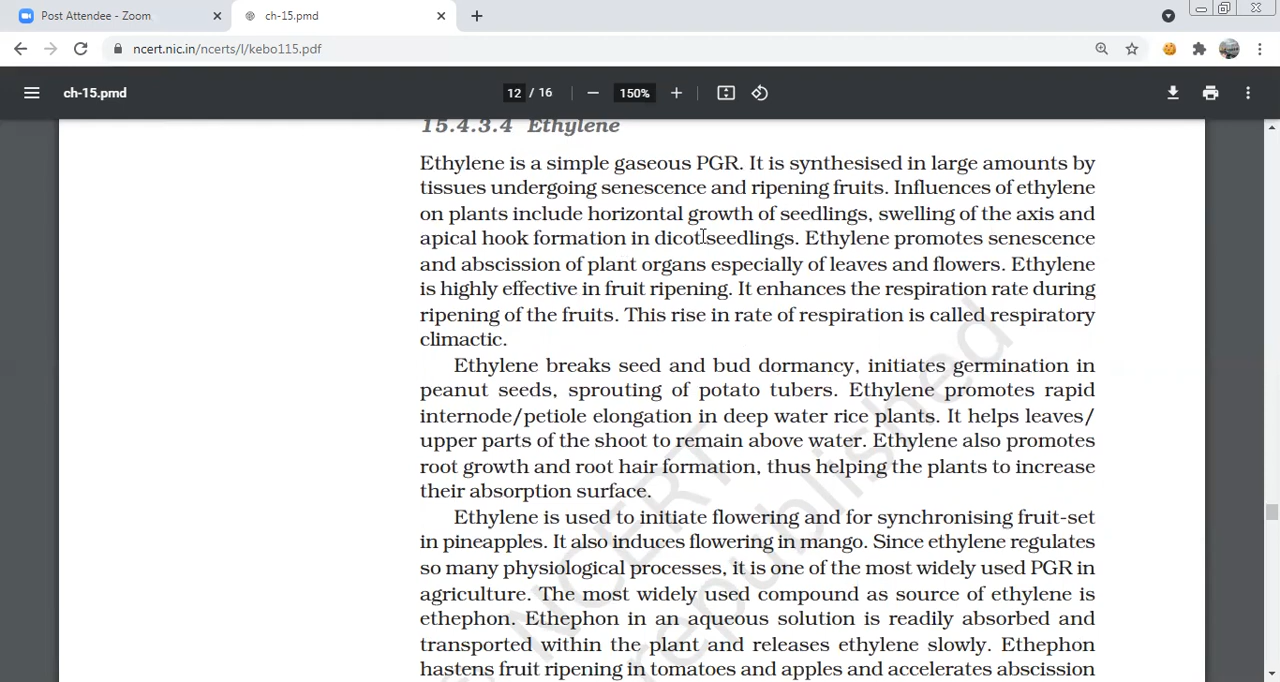 Post Attendee - Zoom
ch-15.pmd
ncert.nic.in/ncerts/l/kebo115.pdf
ch-15.pmd
12 / 16
150%
15.4.3.4 Ethylene
Ethylene is a simple gaseous PGR. It is synthesised in large amounts by
tissues undergoing senescence and ripening fruits. Influences of ethylene
on plants include horizontal growth of seedlings, swelling of the axis and
apical hook formation in dicot seedlings. Ethylene promotes senescence
and abscission of plant organs especially of leaves and flowers. Ethylene
is highly effective in fruit ripening. It enhances the respiration rate during
ripening of the fruits. This rise in rate of respiration is called respiratory
climactic.
Ethylene breaks seed and bud dormancy, initiates germination in
peanut seeds, sprouting of potato tubers. Ethylene promotes rapid
internode/petiole elongation in deep water rice plants. It helps leaves/
upper parts of the shoot to remain above water. Ethylene also promotes
root growth and root hair formation, thus helping the plants to increase
their absorption surface.
Ethylene is used to initiate flowering and for synchronising fruit-set
in pineapples. It also induces flowering in mango. Since ethylene regulates
so many physiological processes, it is one of the most widely used PGR in
agriculture. The most widely used compound as source of ethylene is
ethephon. Ethephon in an aqueous solution is readily absorbed and
transported within the plant and releases ethylene slowly. Ethephon
hastens fruit ripening in tomatoes and apples and accelerates abscission
NCERT
republished